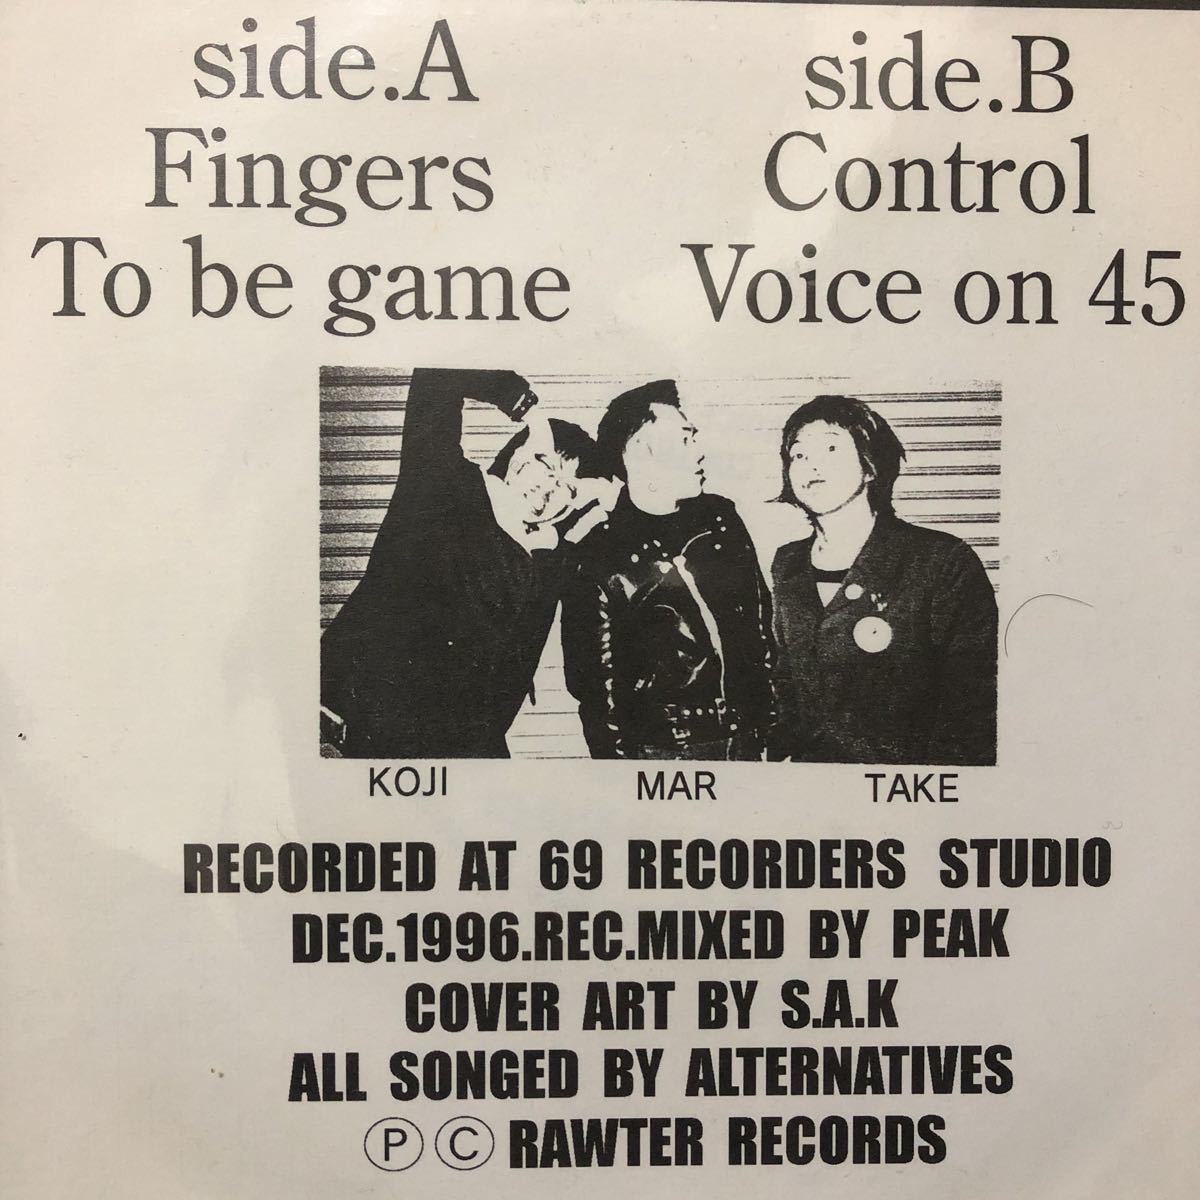 side.A
Fingers
To be game
side.B
Control
Voice on 45
KOJI
MAR
TAKE
RECORDED AT 69 RECORDERS STUDIO
DEC.1996.REC.MIXED BY PEAK
COVER ART BY S.A.K
ALL SONGED BY ALTERNATIVES
Ⓟ Ⓒ RAWTER RECORDS